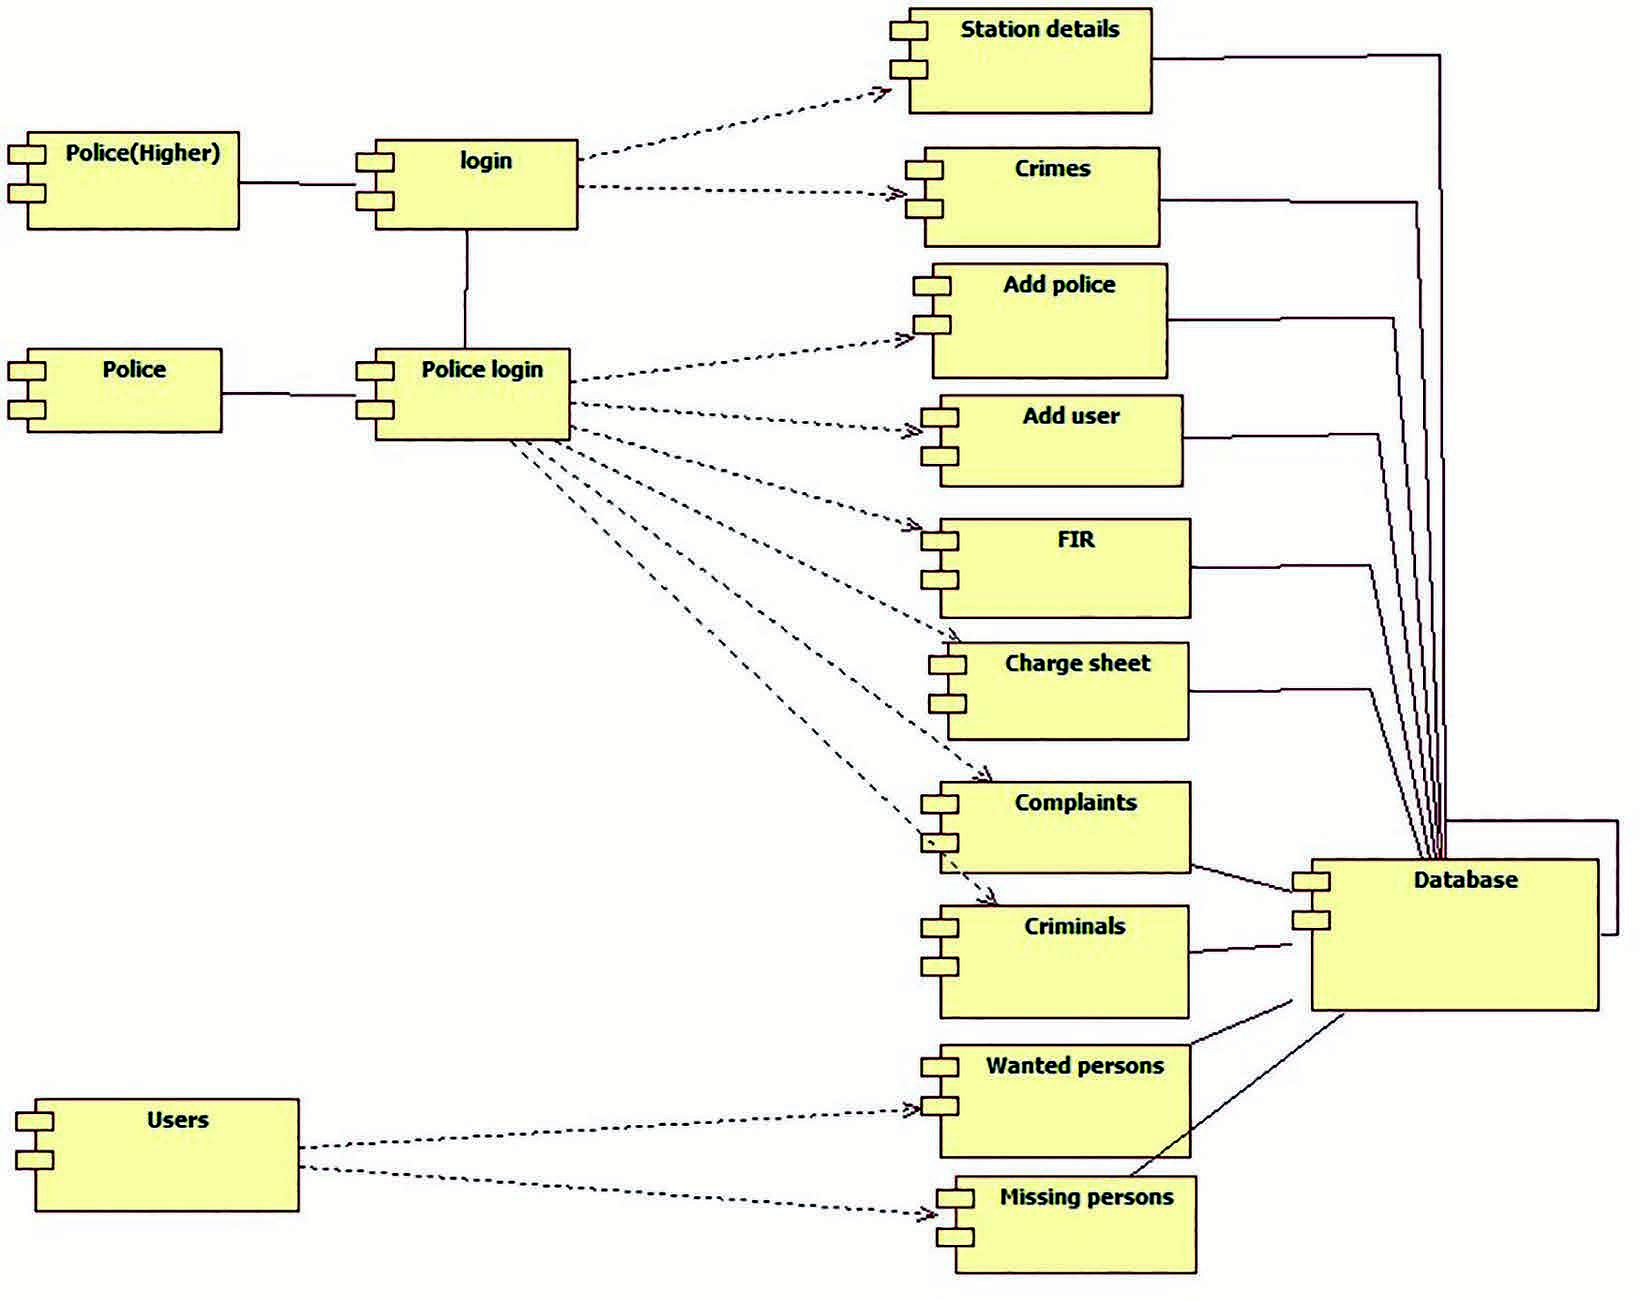 Station details
Police(Higher)
login
Crimes
Add police
Police
Police login
Add user
FIR
Charge sheet
Complaints
Database
Criminals
Wanted persons
Users
Missing persons